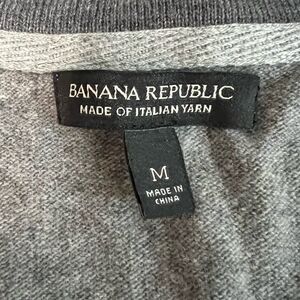 BANANA REPUBLIC
MADE OF ITALIAN YARN
M
MADE IN
CHINA